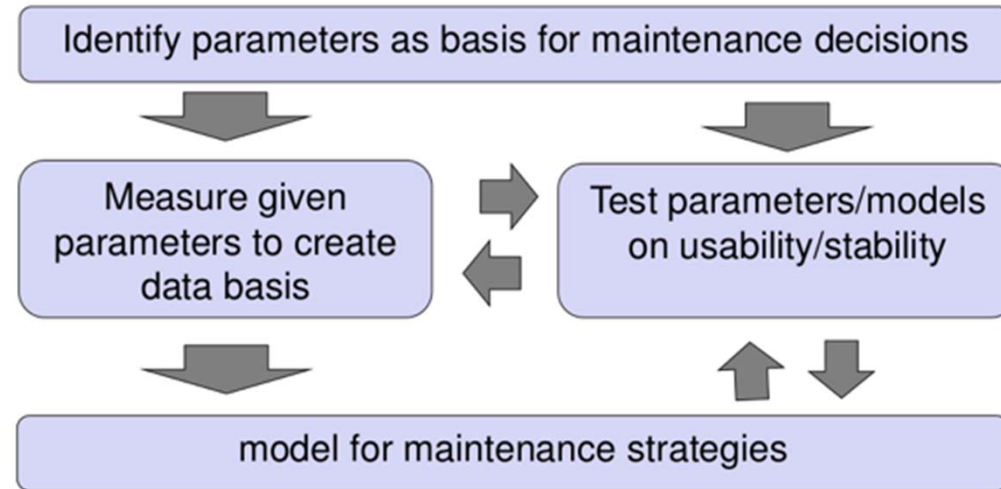 Identify parameters as basis for maintenance decisions
Measure given
parameters to create
data basis
Test parameters/models
on usability/stability
model for maintenance strategies